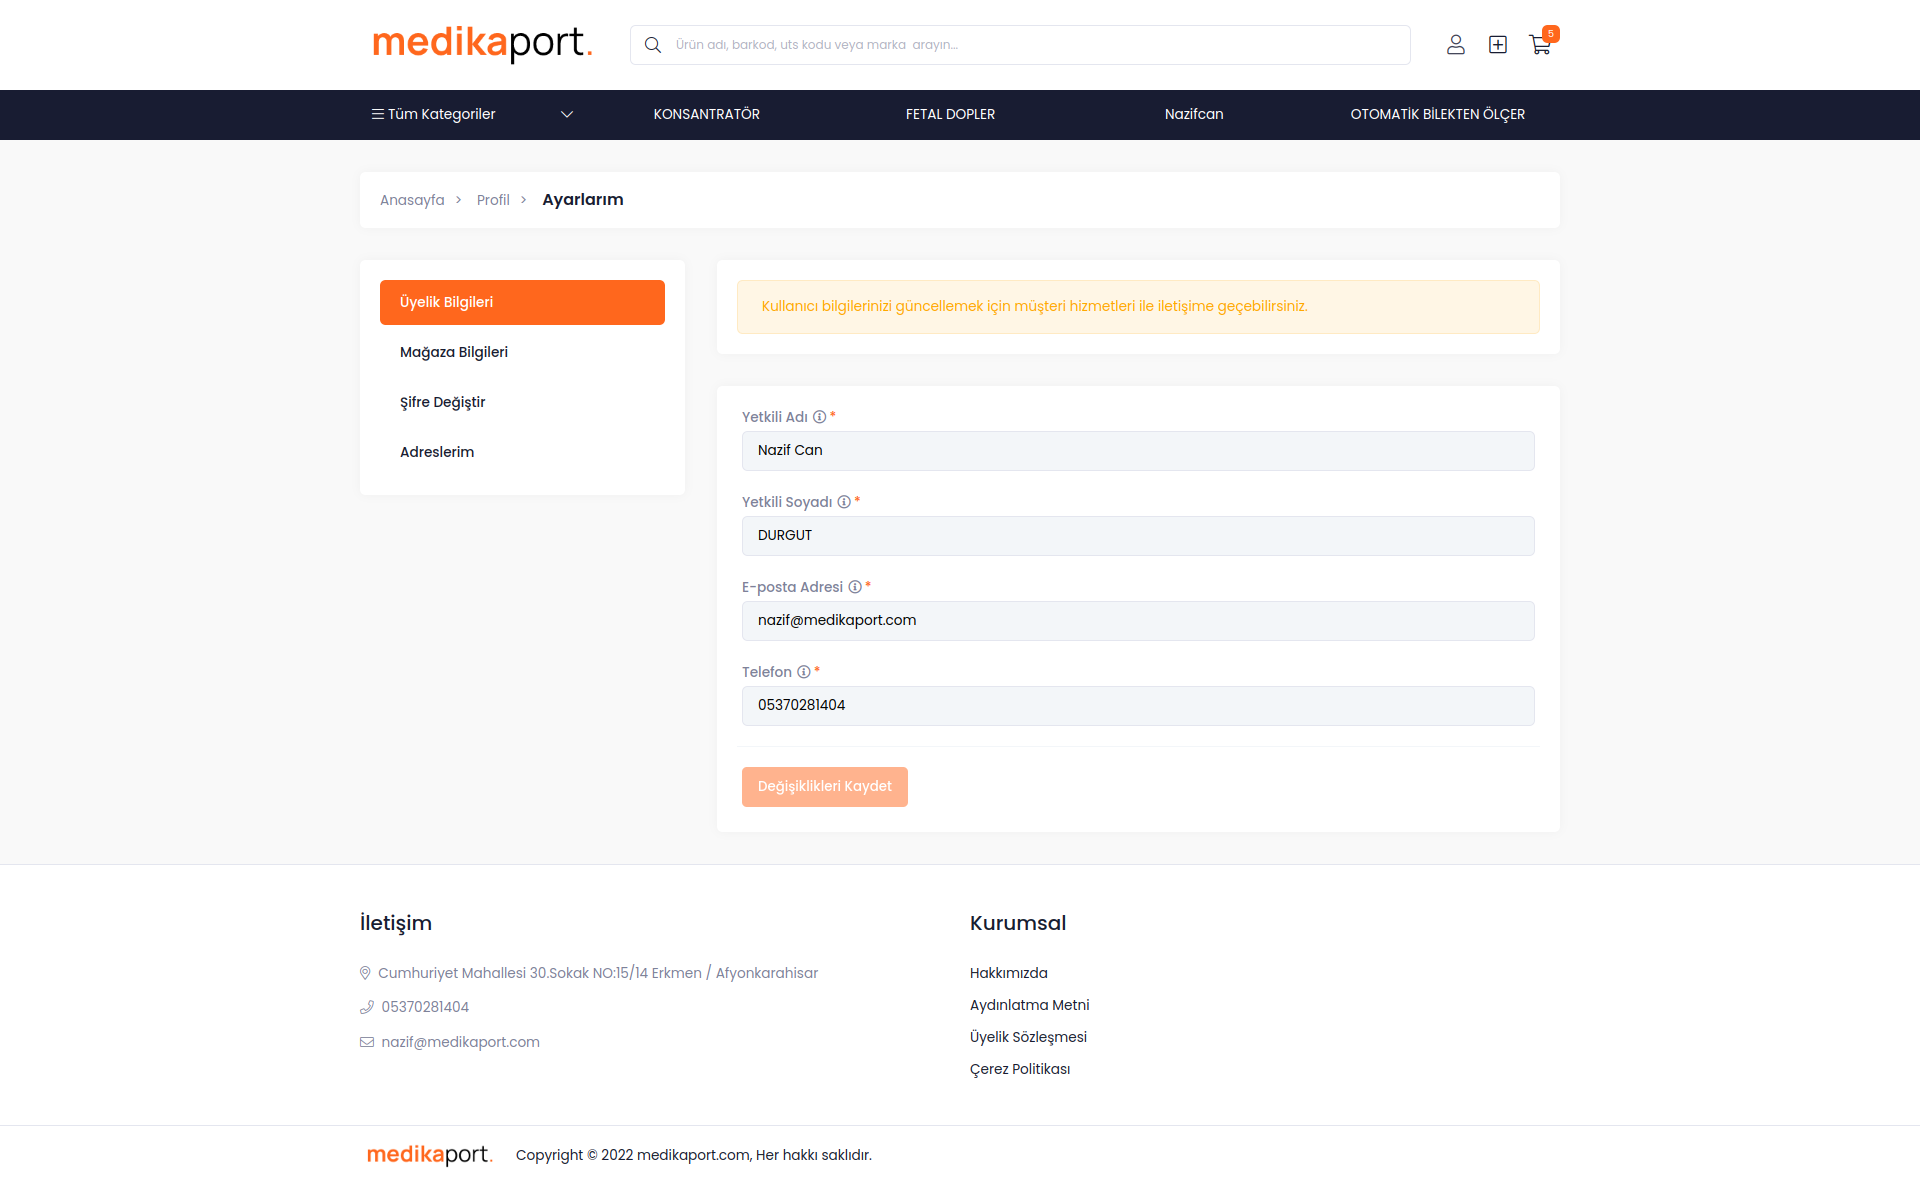 medikaport.
Ürün adı, barkod, uts kodu veya marka arayın...
5
Tüm Kategoriler
KONSANTRATÖR
FETAL DOPLER
Nazifcan
OTOMATİK BİLEKTEN ÖLÇER
Anasayfa > Profil > Ayarlarım
Üyelik Bilgileri
Mağaza Bilgileri
Şifre Değiştir
Adreslerim
Kullanıcı bilgilerinizi güncellemek için müşteri hizmetleri ile iletişime geçebilirsiniz.
Yetkili Adı *
Nazif Can
Yetkili Soyadı *
DURGUT
E-posta Adresi *
nazif@medikaport.com
Telefon *
05370281404
Değişiklikleri Kaydet
İletişim
Cumhuriyet Mahallesi 30.Sokak NO:15/14 Erkmen / Afyonkarahisar
05370281404
nazif@medikaport.com
Kurumsal
Hakkımızda
Aydınlatma Metni
Üyelik Sözleşmesi
Çerez Politikası
medikaport.
Copyright © 2022 medikaport.com, Her hakkı saklıdır.